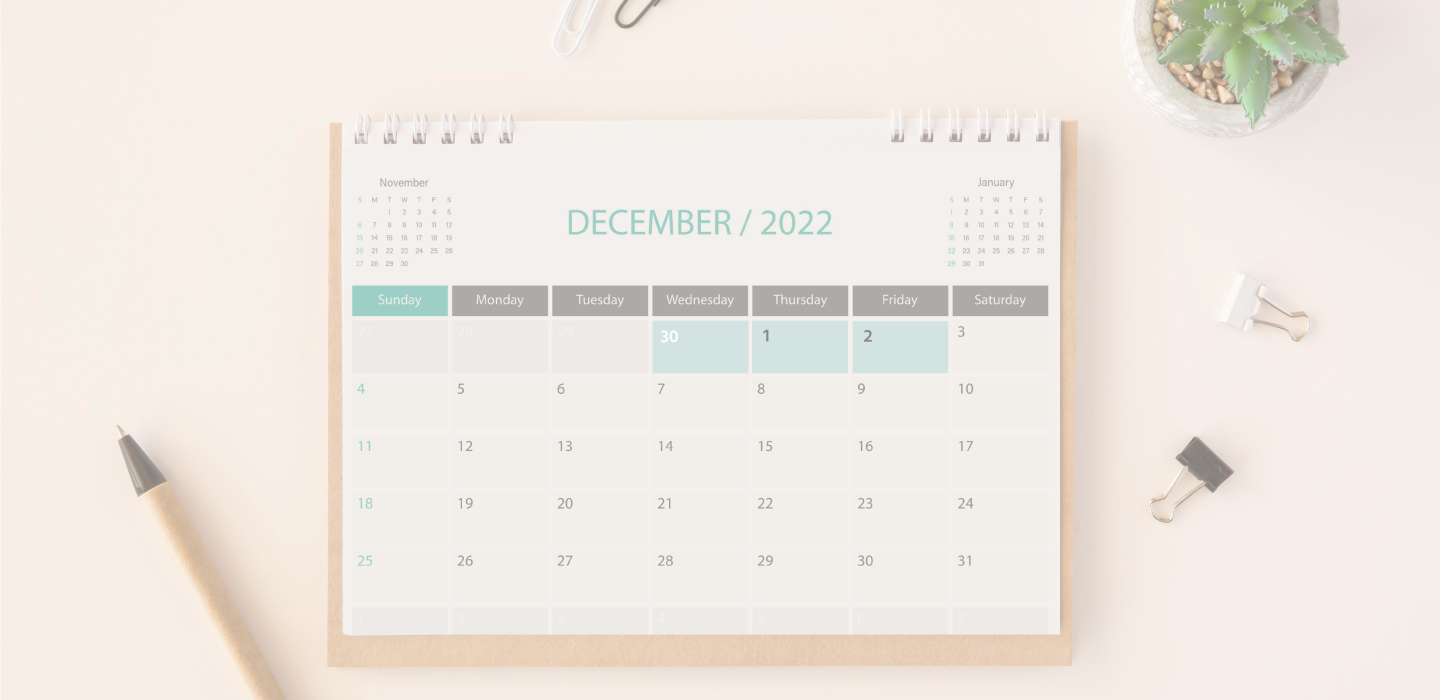 November
S M T W T F S
1 2 3 4 5
6 7 8 9 10 11 12
13 14 15 16 17 18 19
20 21 22 23 24 25 26
27 28 29 30
DECEMBER / 2022
January
S M T W T F S
1 2 3 4 5 6 7
8 9 10 11 12 13 14
15 16 17 18 19 20 21
22 23 24 25 26 27 28
29 30 31
Sunday Monday Tuesday Wednesday Thursday Friday Saturday
27 28 29 30 1 2 3
4 5 6 7 8 9 10
11 12 13 14 15 16 17
18 19 20 21 22 23 24
25 26 27 28 29 30 31
1 2 3 4 5 6 7